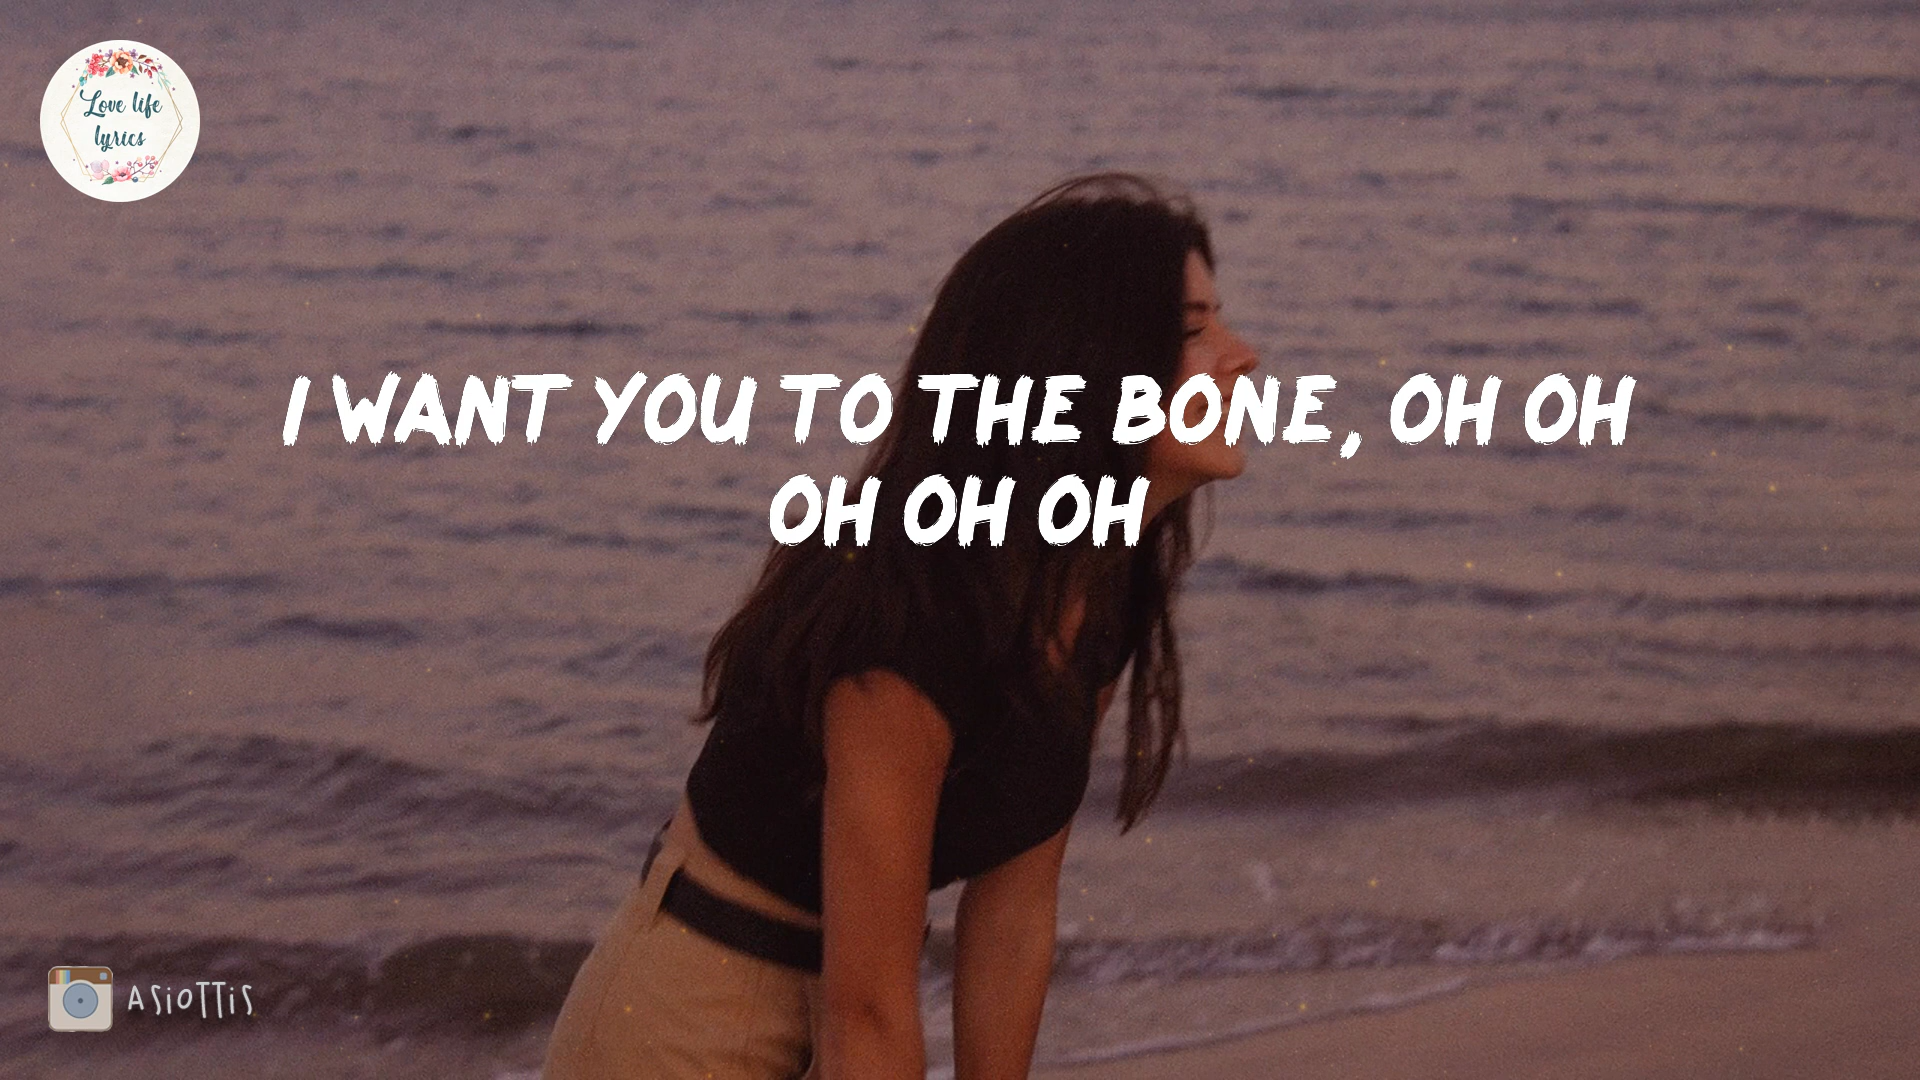 Love life
lyrics
I WANT YOU TO THE BONE, OH OH
OH OH OH
ASIOTTIS